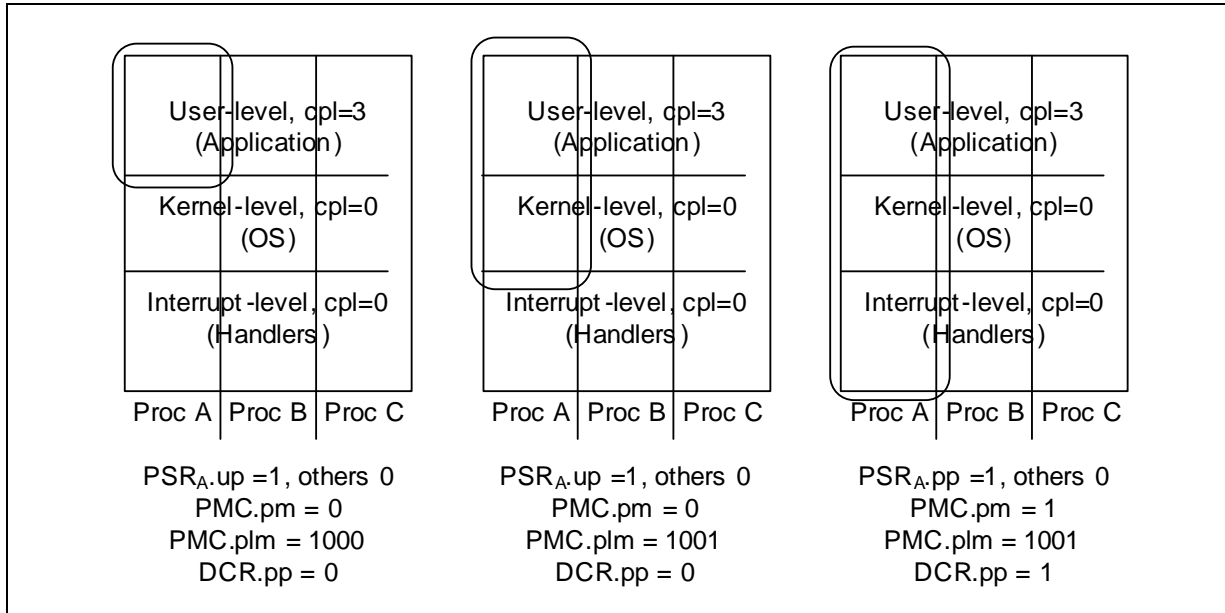 User-level, cpl=3
(Application)
Kernel-level, cpl=0
(OS)
Interrupt-level, cpl=0
(Handlers)
Proc A Proc B Proc C
PSRA.up =1, others 0
PMC.pm = 0
PMC.plm = 1000
DCR.pp = 0
User-level, cpl=3
(Application)
Kernel-level, cpl=0
(OS)
Interrupt-level, cpl=0
(Handlers)
Proc A Proc B Proc C
PSRA.up =1, others 0
PMC.pm = 0
PMC.plm = 1001
DCR.pp = 0
User-level, cpl=3
(Application)
Kernel-level, cpl=0
(OS)
Interrupt-level, cpl=0
(Handlers)
Proc A Proc B Proc C
PSRA.pp =1, others 0
PMC.pm = 1
PMC.plm = 1001
DCR.pp = 1